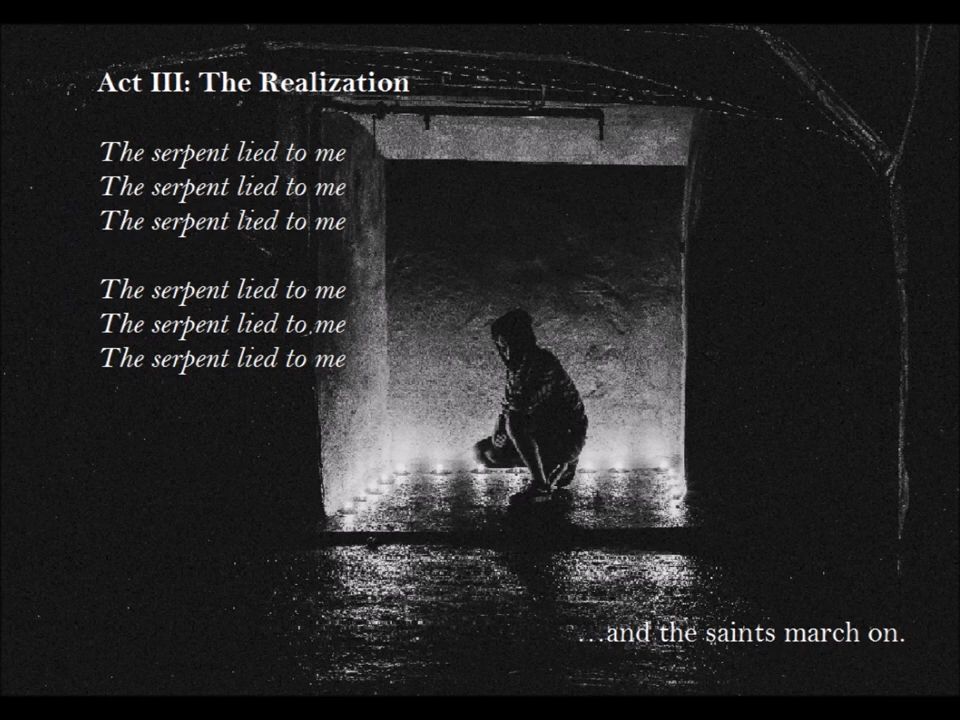 Act III: The Realization
The serpent lied to me
The serpent lied to me
The serpent lied to me
The serpent lied to me
The serpent lied to me
The serpent lied to me
…and the saints march on.